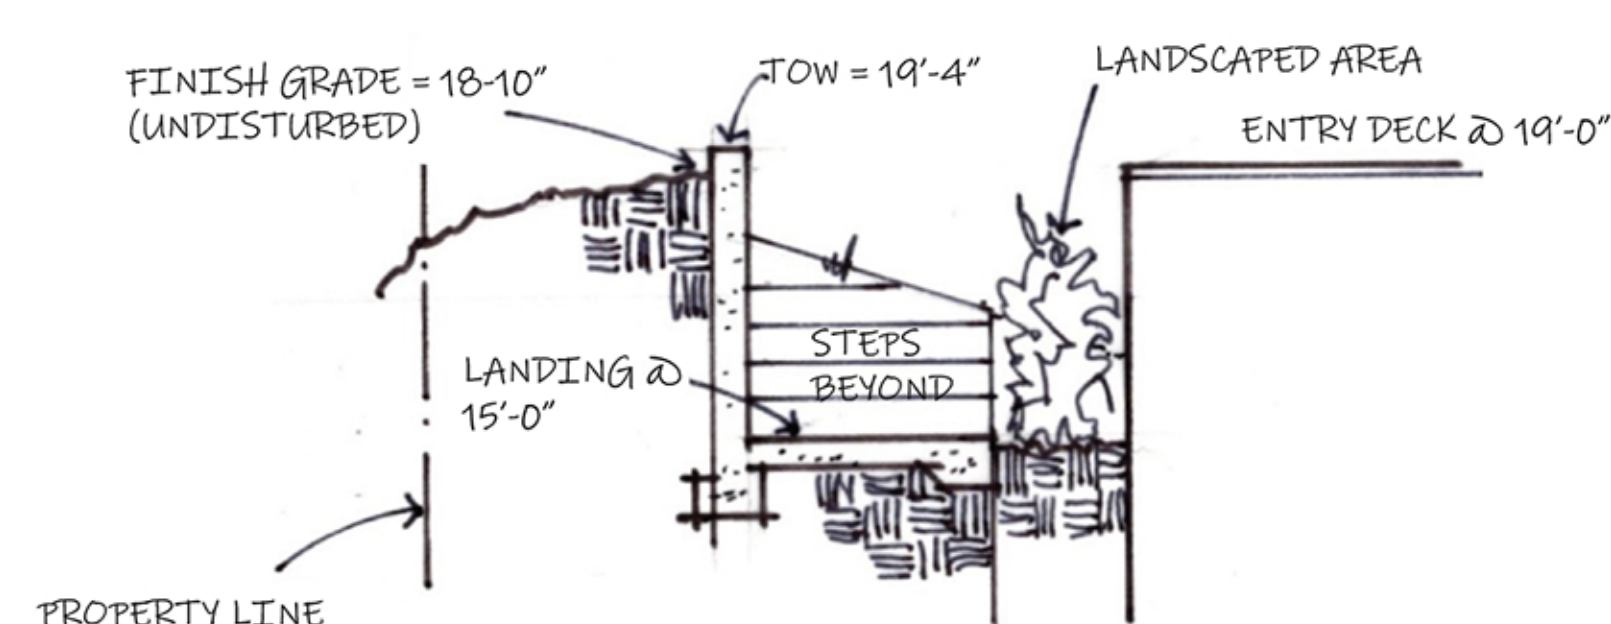 FINISH GRADE = 18-10"
(UNDISTURBED)
TOW = 19'-4"
LANDSCAPED AREA
ENTRY DECK @ 19'-0"
STEPS
BEYOND
LANDING @
15'-0"
PROPERTY LINE